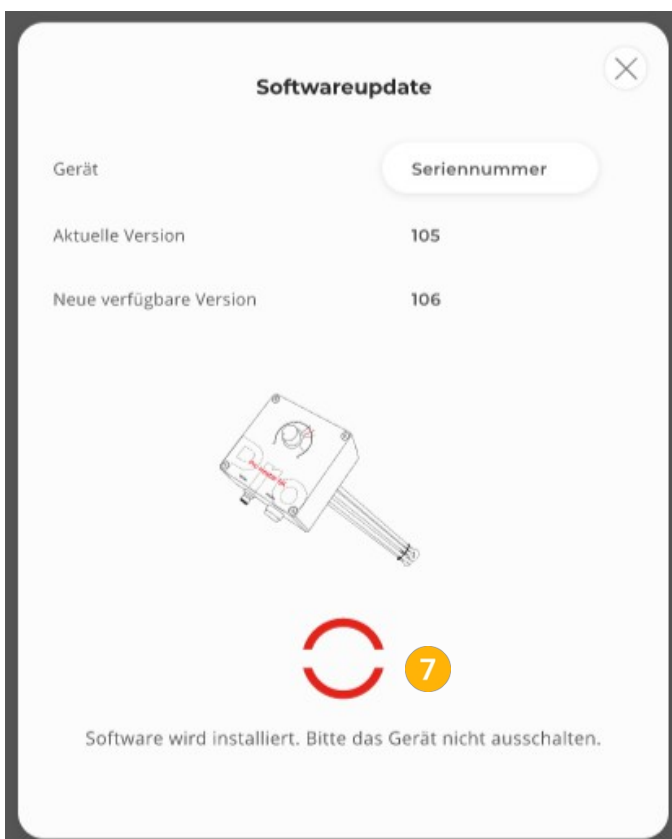 Softwareupdate
Gerät Seriennummer
Aktuelle Version 105
Neue verfügbare Version 106
7
Software wird installiert. Bitte das Gerät nicht ausschalten.